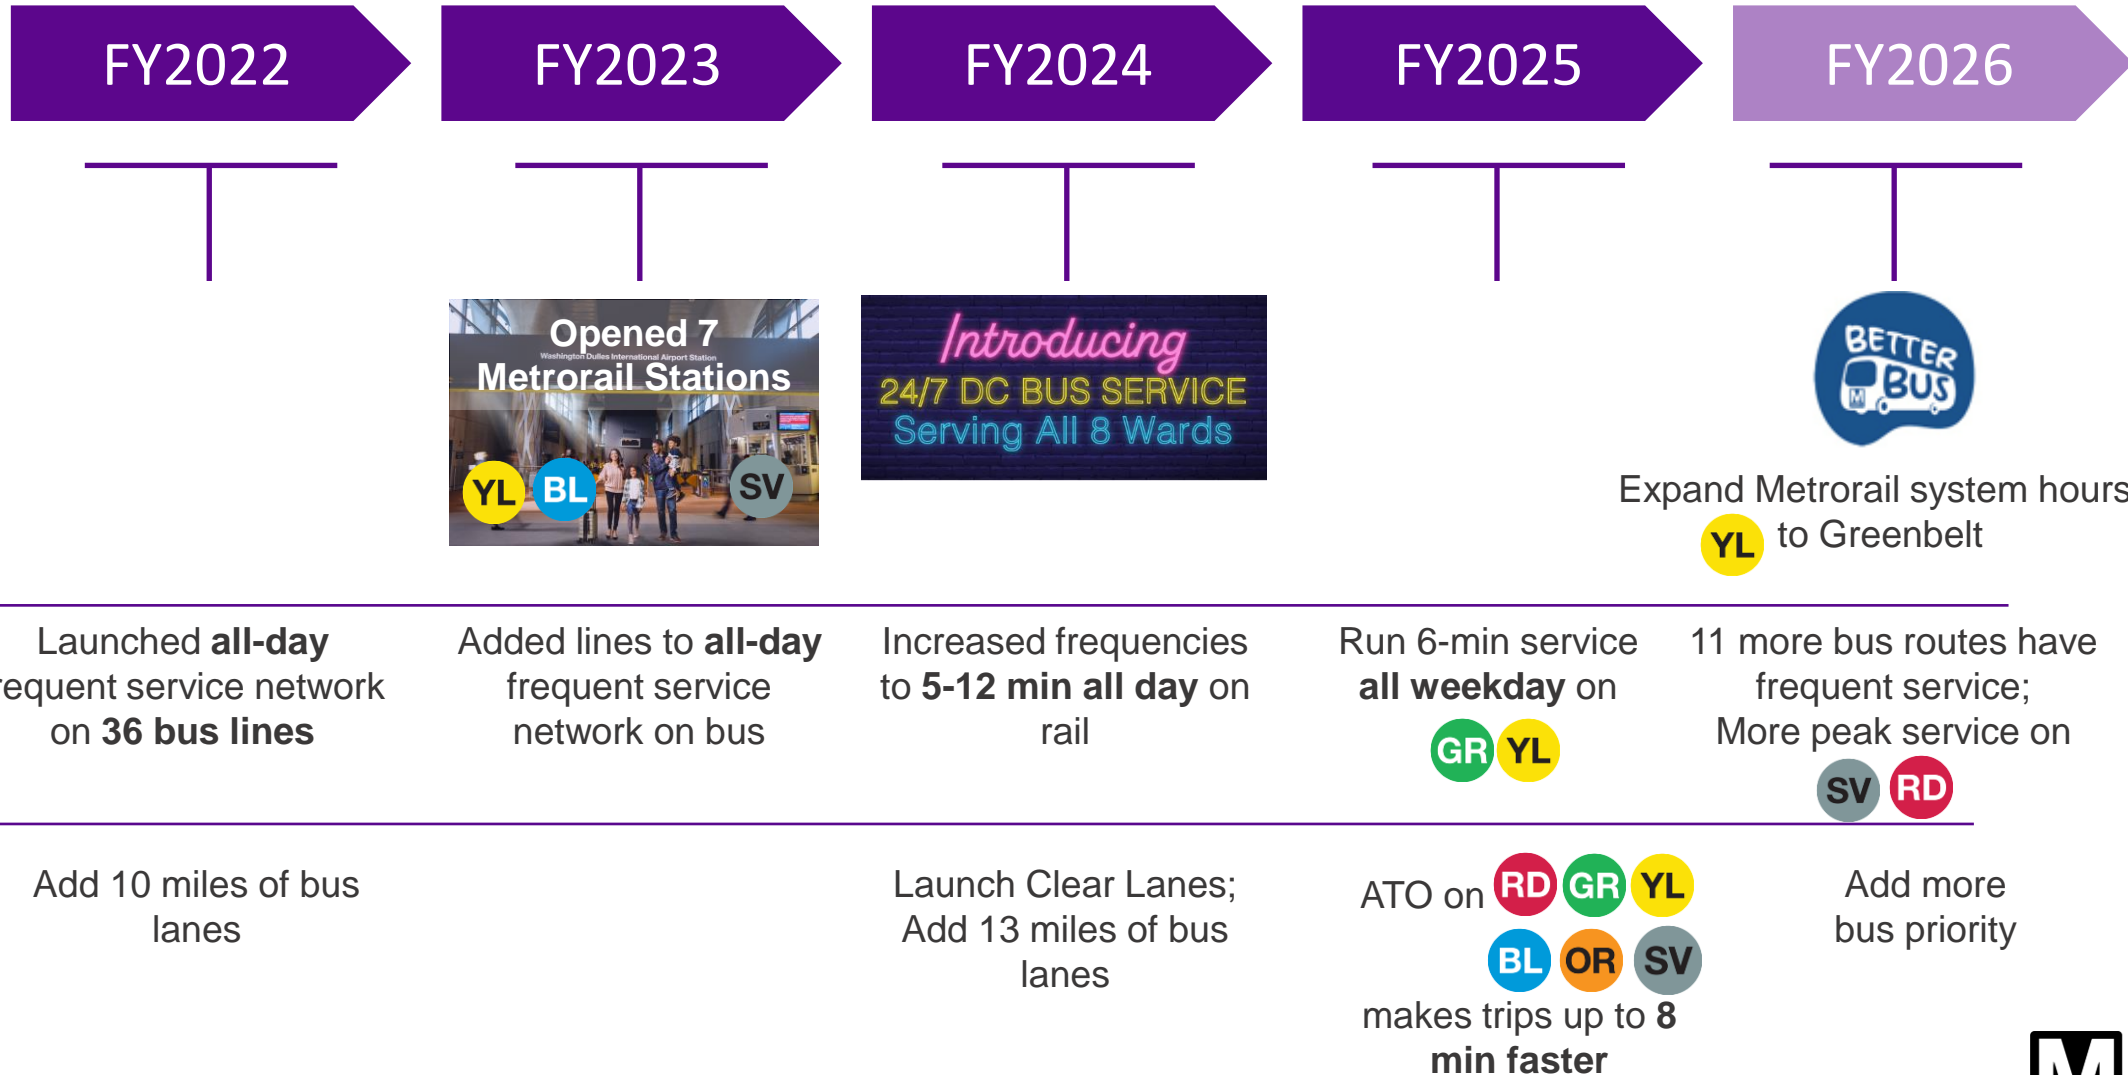 FY2022
FY2023
FY2024
FY2025
FY2026
Opened 7
Washington Dulles International Airport Station
Metrorail Stations
YL BL SV
Introducing
24/7 DC BUS SERVICE
Serving All 8 Wards
BETTER
BUS
M
Expand Metrorail system hours
YL to Greenbelt
Launched all-day
requent service network
on 36 bus lines
Added lines to all-day
frequent service
network on bus
Increased frequencies
to 5-12 min all day on
rail
Run 6-min service
all weekday on
GR YL
11 more bus routes have
frequent service;
More peak service on
SV RD
Add 10 miles of bus
lanes
Launch Clear Lanes;
Add 13 miles of bus
lanes
ATO on RD GR YL
BL OR SV
makes trips up to 8
min faster
Add more
bus priority
M